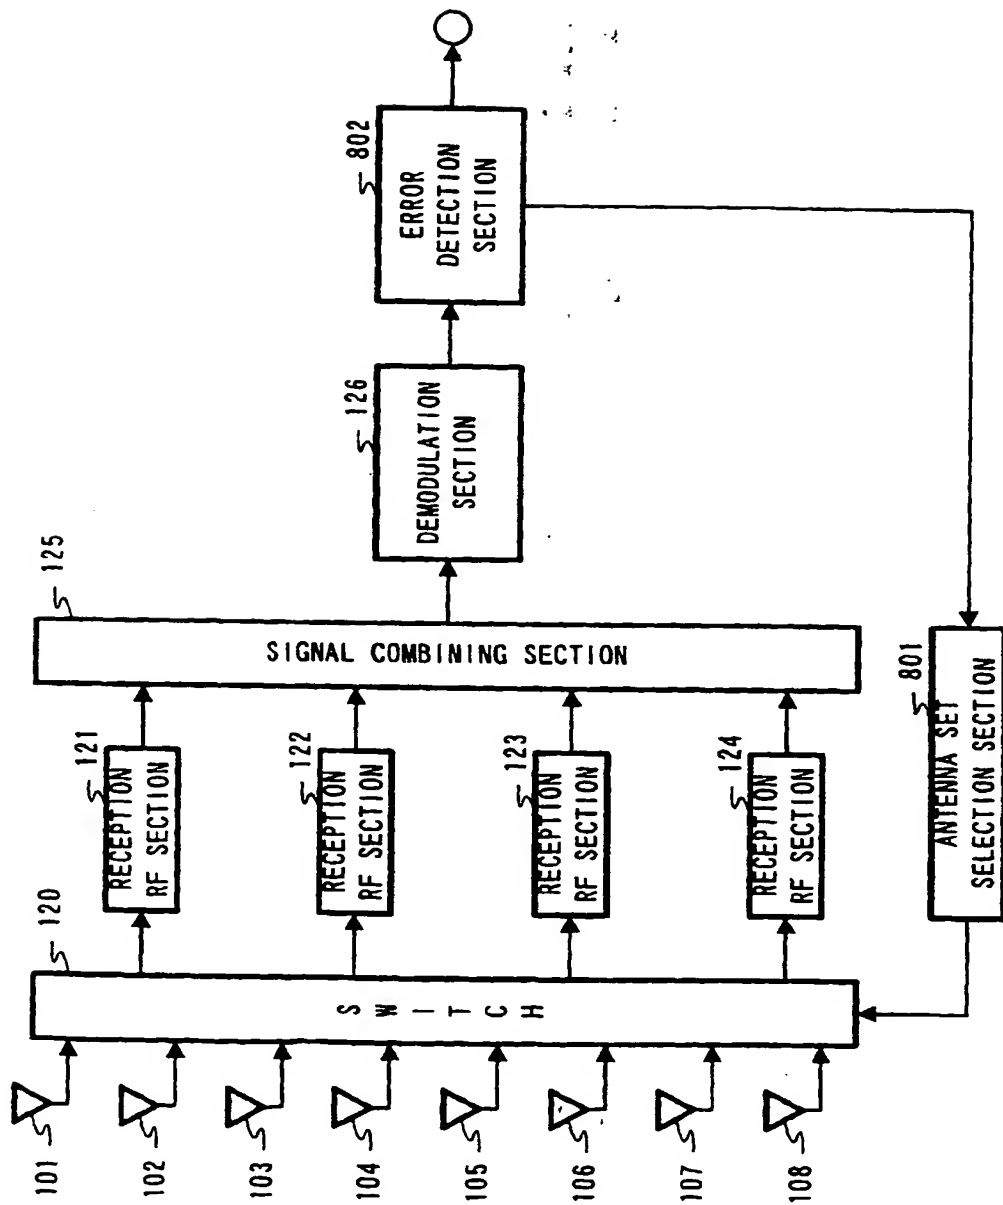 101
102
103
104
105
106
107
108
120
SWITCH
121
RECEPTION
RF SECTION
122
RECEPTION
RF SECTION
123
RECEPTION
RF SECTION
124
RECEPTION
RF SECTION
125
SIGNAL COMBINING SECTION
126
DEMODULATION
SECTION
802
ERROR
DETECTION
SECTION
801
ANTENNA SET
SELECTION SECTION